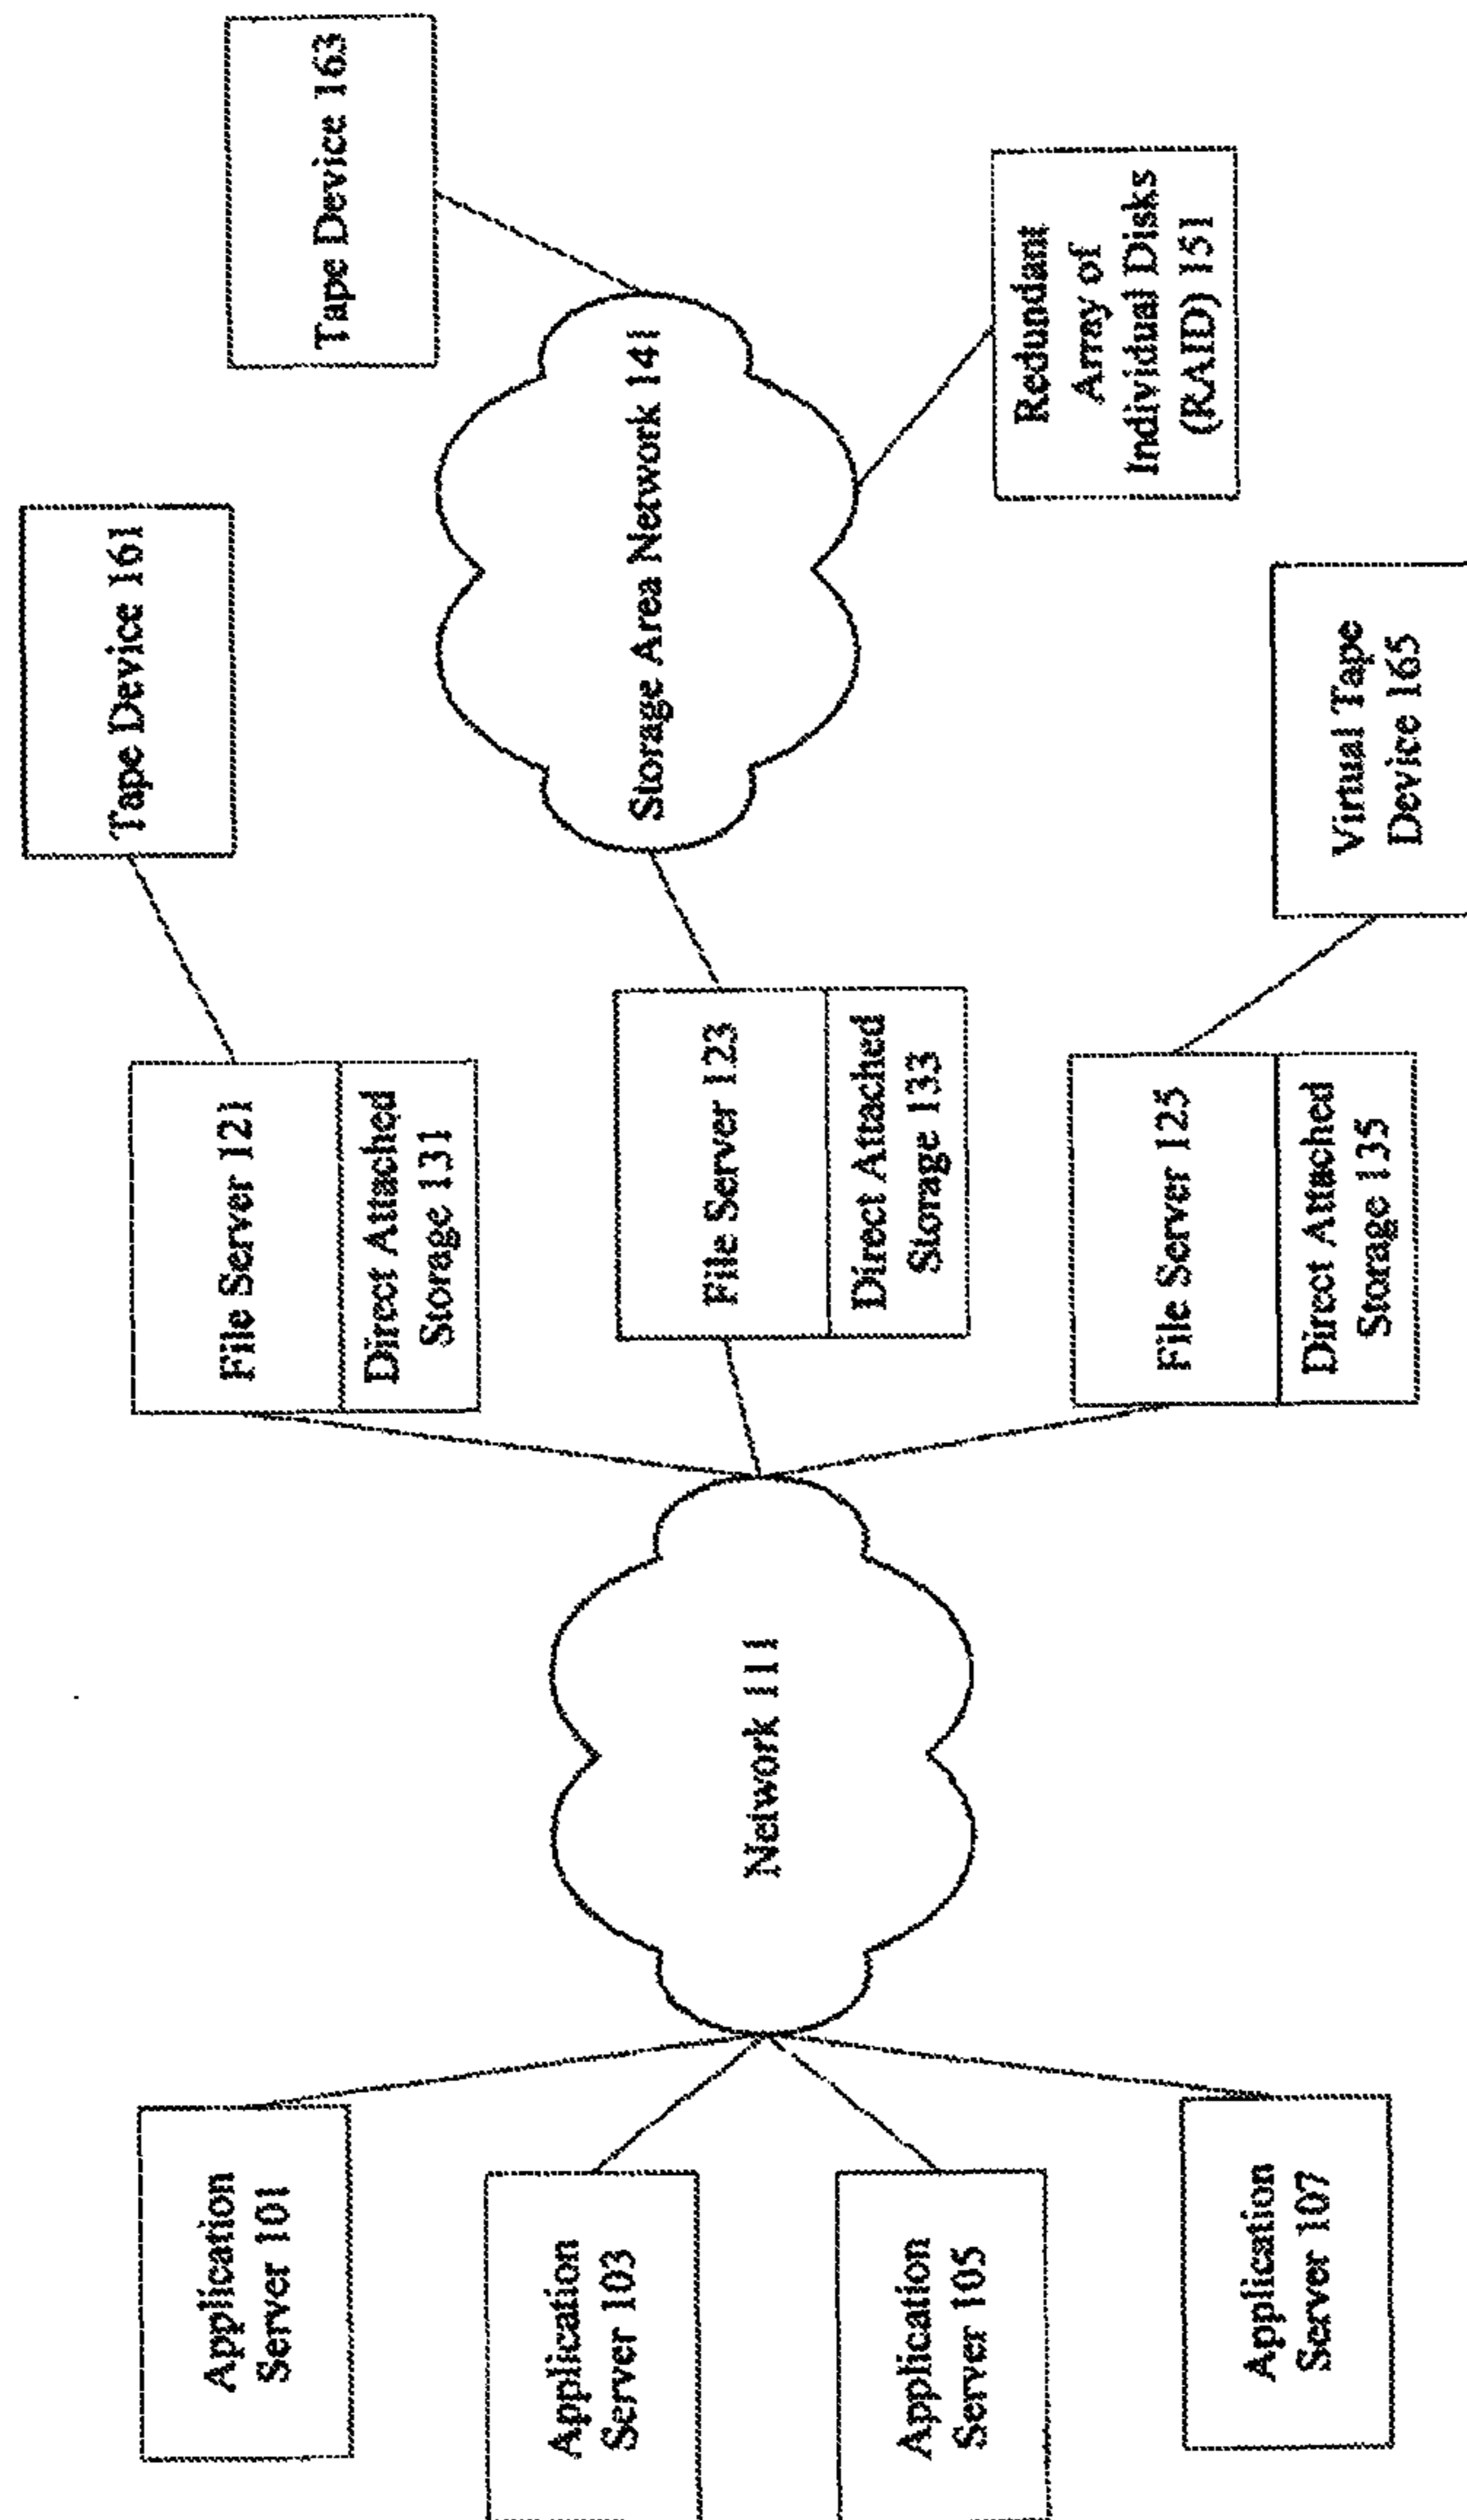 Application
Server 101
Application
Server 103
Application
Server 105
Application
Server 107
Network 111
File Server 121
Direct Attached
Storage 131
File Server 123
Direct Attached
Storage 133
File Server 125
Direct Attached
Storage 135
Tape Device 161
Storage Area Network 141
Virtual Tape
Device 165
Tape Device 163
Redundant
Array of
Individual Disks
(RAID) 151